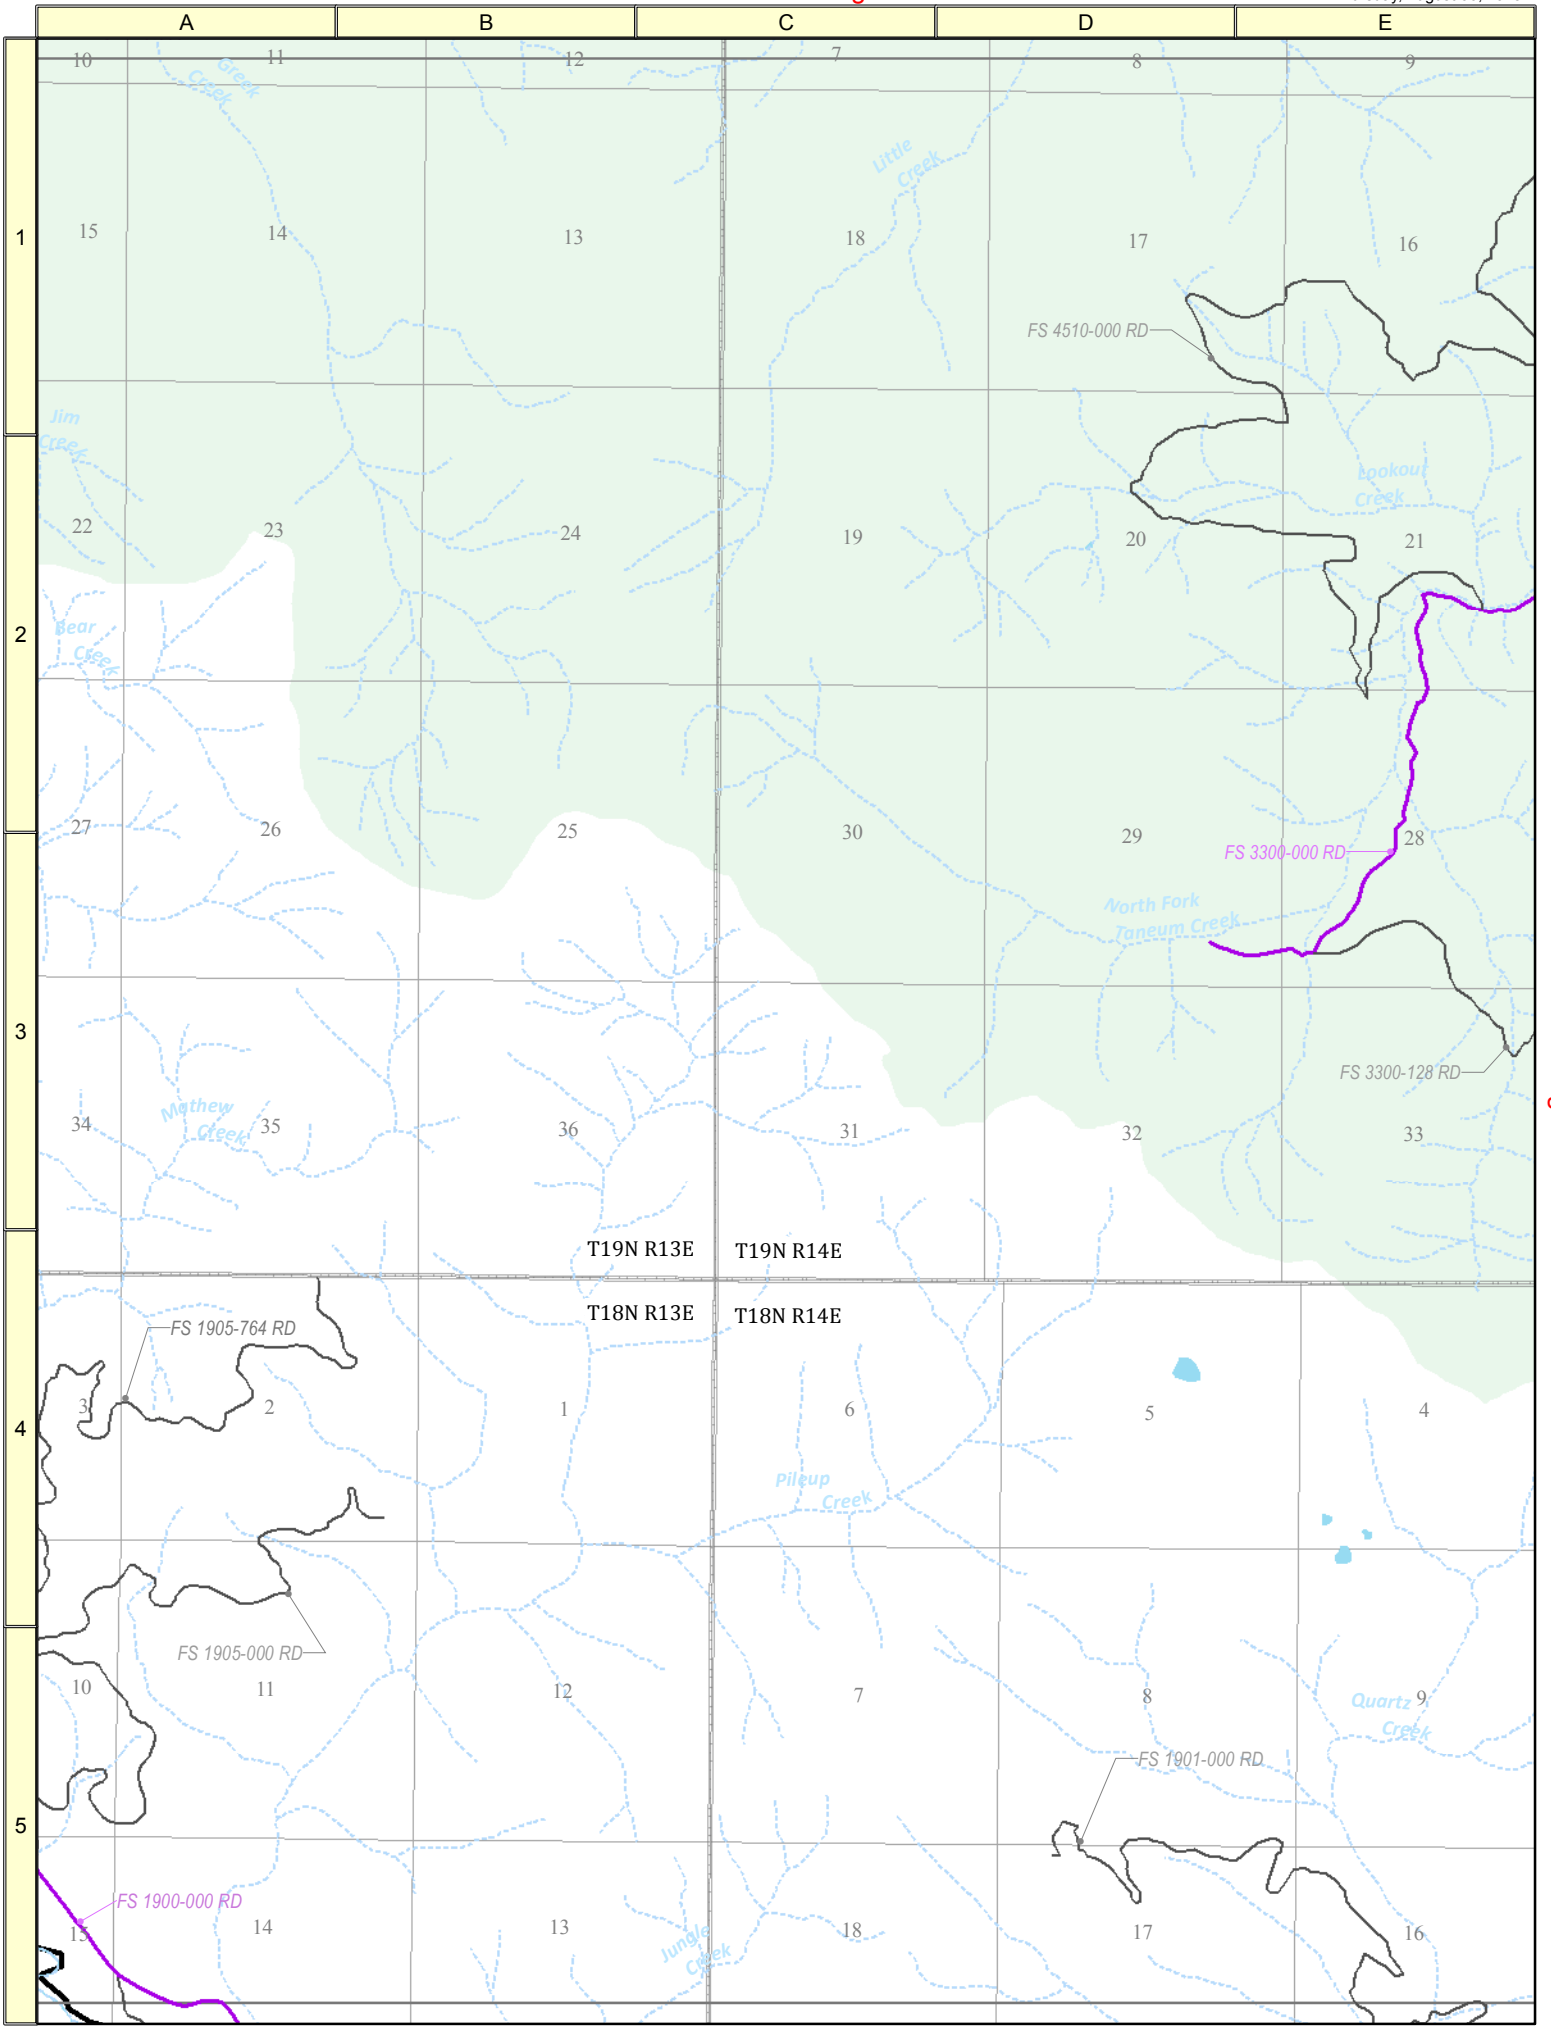 A B C D E
10 11 12 7 8 9
Greek
Creek
Little
Creek
1
15 14 13 18 17 16
FS 4510-000 RD
Jim
Creek
Lookout
Creek
22 23 24 19 20 21
2
Bear
Creek
27 26 25 30 29 28
FS 3300-000 RD
North Fork
Taneum Creek
3
FS 3300-128 RD
Mathew
Creek
34 35 36 31 32 33
T19N R13E T19N R14E
T18N R13E T18N R14E
FS 1905-764 RD
3 2 1 6 5 4
4
Pileup
Creek
FS 1905-000 RD
10 11 12 7 8 9
Quartz
Creek
FS 1901-000 RD
5
FS 1900-000 RD
15 14 13 18 17 16
Jungle
Creek